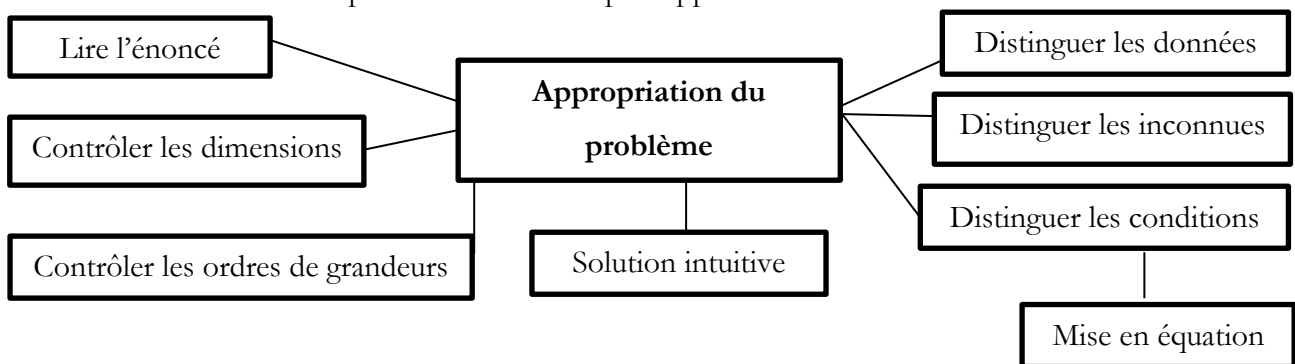 Lire l'énoncé
Distinguer les données
Appropriation du
problème
Distinguer les inconnues
Contrôler les dimensions
Distinguer les conditions
Contrôler les ordres de grandeurs
Solution intuitive
Mise en équation